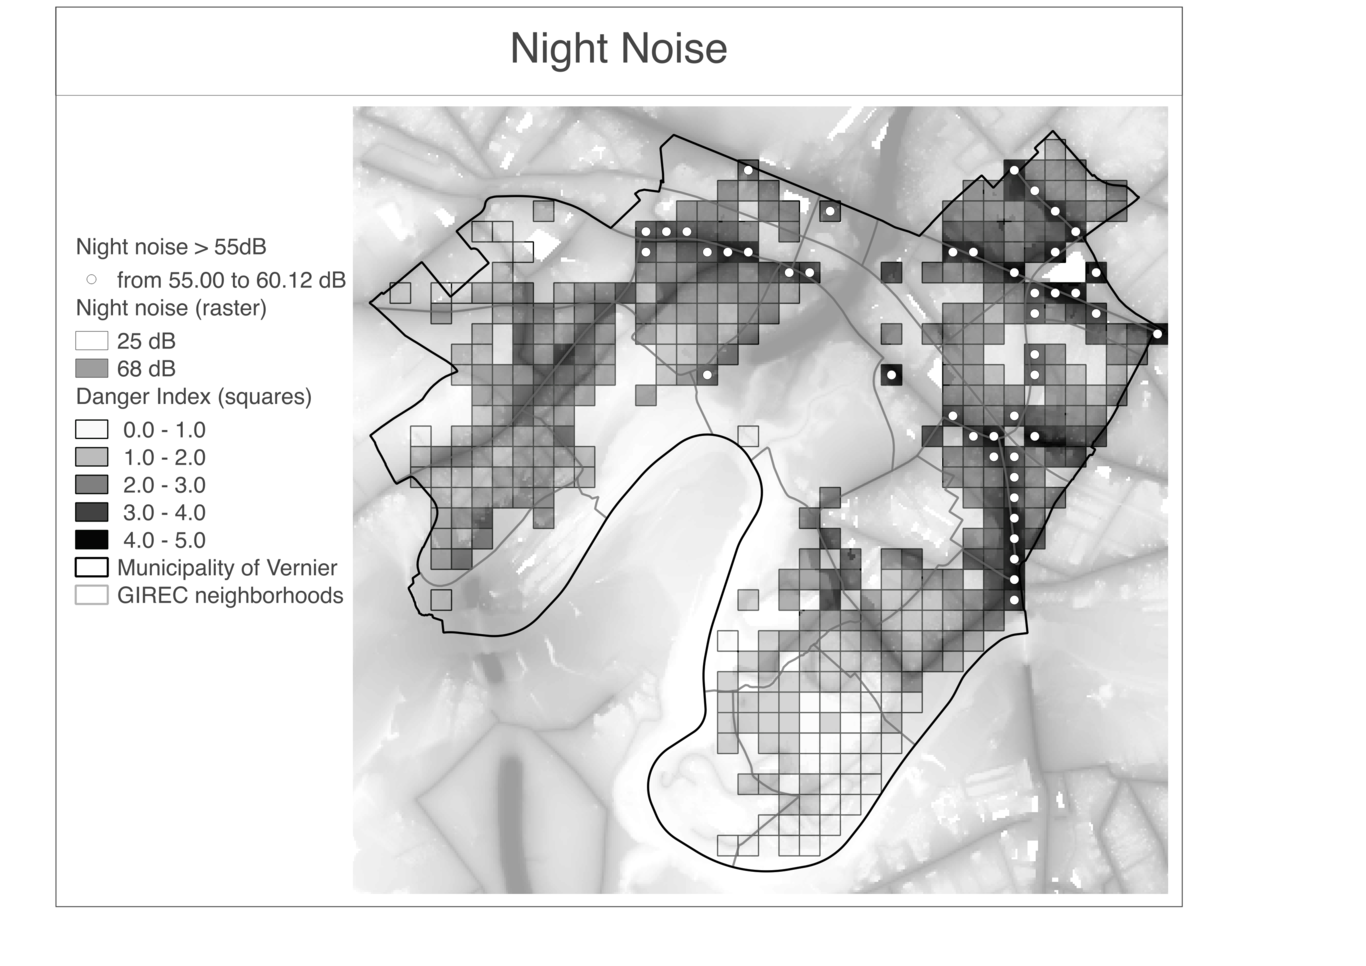 Night Noise
Night noise > 55dB
from 55.00 to 60.12 dB
Night noise (raster)
25 dB
68 dB
Danger Index (squares)
0.0 - 1.0
1.0 - 2.0
2.0 - 3.0
3.0 - 4.0
4.0 - 5.0
Municipality of Vernier
GIREC neighborhoods